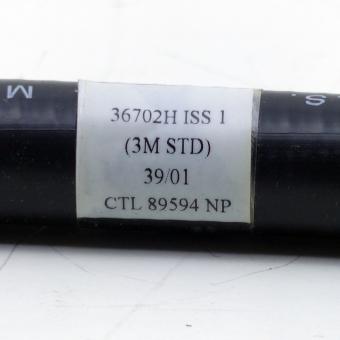 36702H ISS 1
(3M STD)
39/01
CTL 89594 NP
M
S.